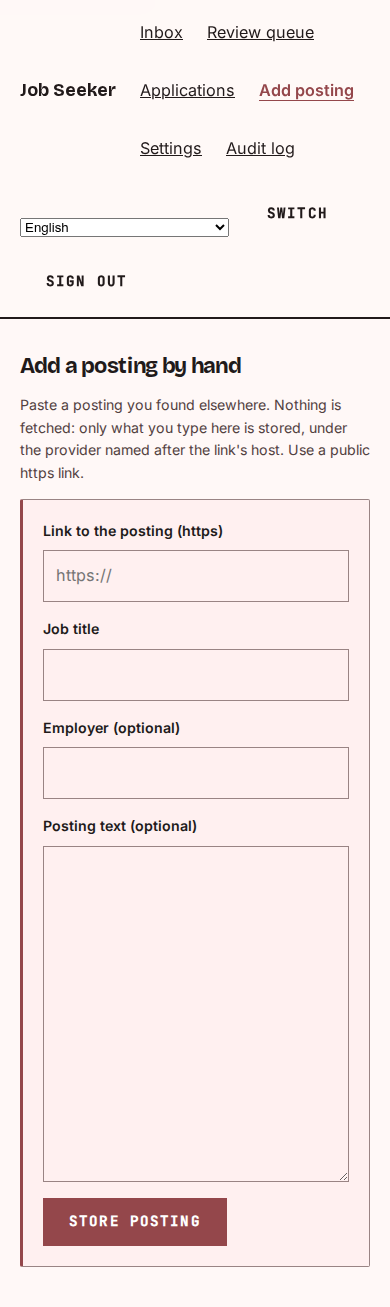 Inbox Review queue
Job Seeker Applications Add posting
Settings Audit log
English SWITCH
SIGN OUT
Add a posting by hand
Paste a posting you found elsewhere. Nothing is
fetched: only what you type here is stored, under
the provider named after the link's host. Use a public
https link.
Link to the posting (https)
https://
Job title
Employer (optional)
Posting text (optional)
STORE POSTING